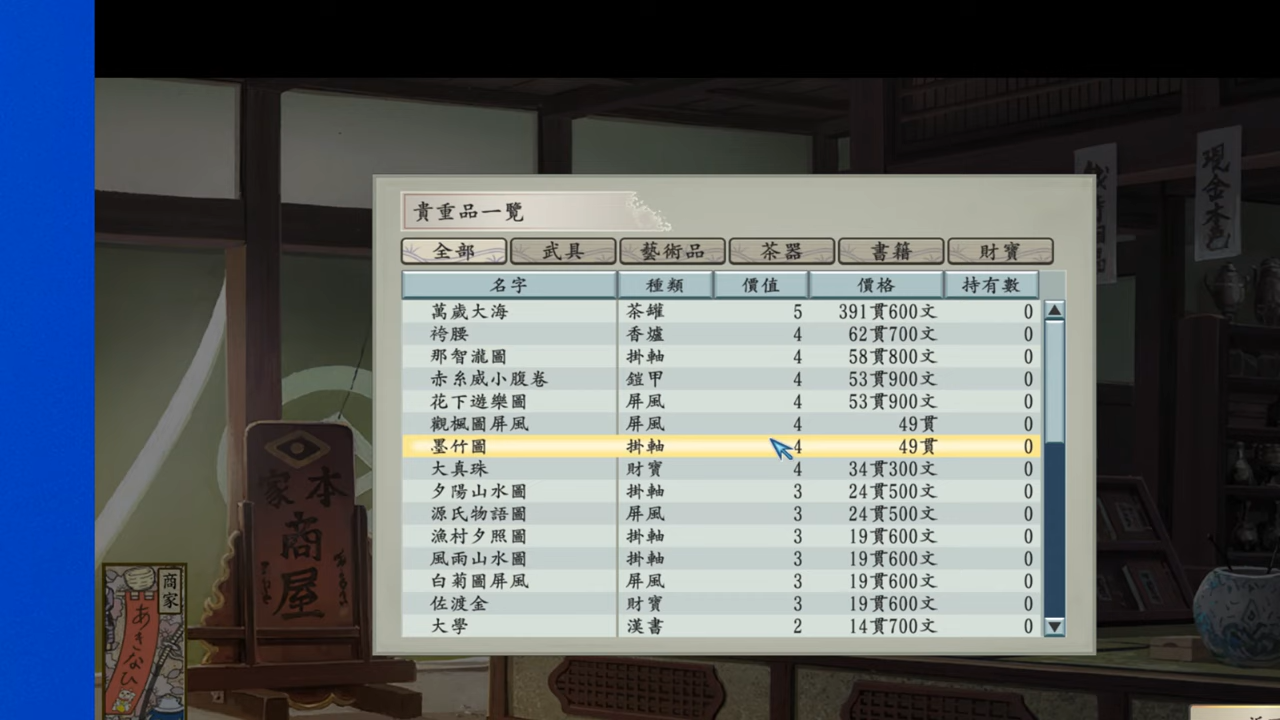 貴重品一覽
全部 武具 藝術品 茶器 書籍 財寶
名字 種類 價值 價格 持有數
萬歲大海 茶罐 5 391貫600文 0
袴腰 香爐 4 62貫700文 0
那智瀧圖 掛軸 4 58貫800文 0
赤糸威小腹卷 鎧甲 4 53貫900文 0
花下遊樂圖 屏風 4 53貫900文 0
觀楓圖屏風 屏風 4 49貫 0
墨竹圖 掛軸 4 49貫 0
大真珠 財寶 4 34貫300文 0
夕陽山水圖 掛軸 3 24貫500文 0
源氏物語圖 屏風 3 24貫500文 0
漁村夕照圖 掛軸 3 19貫600文 0
風雨山水圖 掛軸 3 19貫600文 0
白菊圖屏風 屏風 3 19貫600文 0
佐渡金 財寶 3 19貫600文 0
大學 漢書 2 14貫700文 0
現金本
本家
商屋
商家
あきなひ